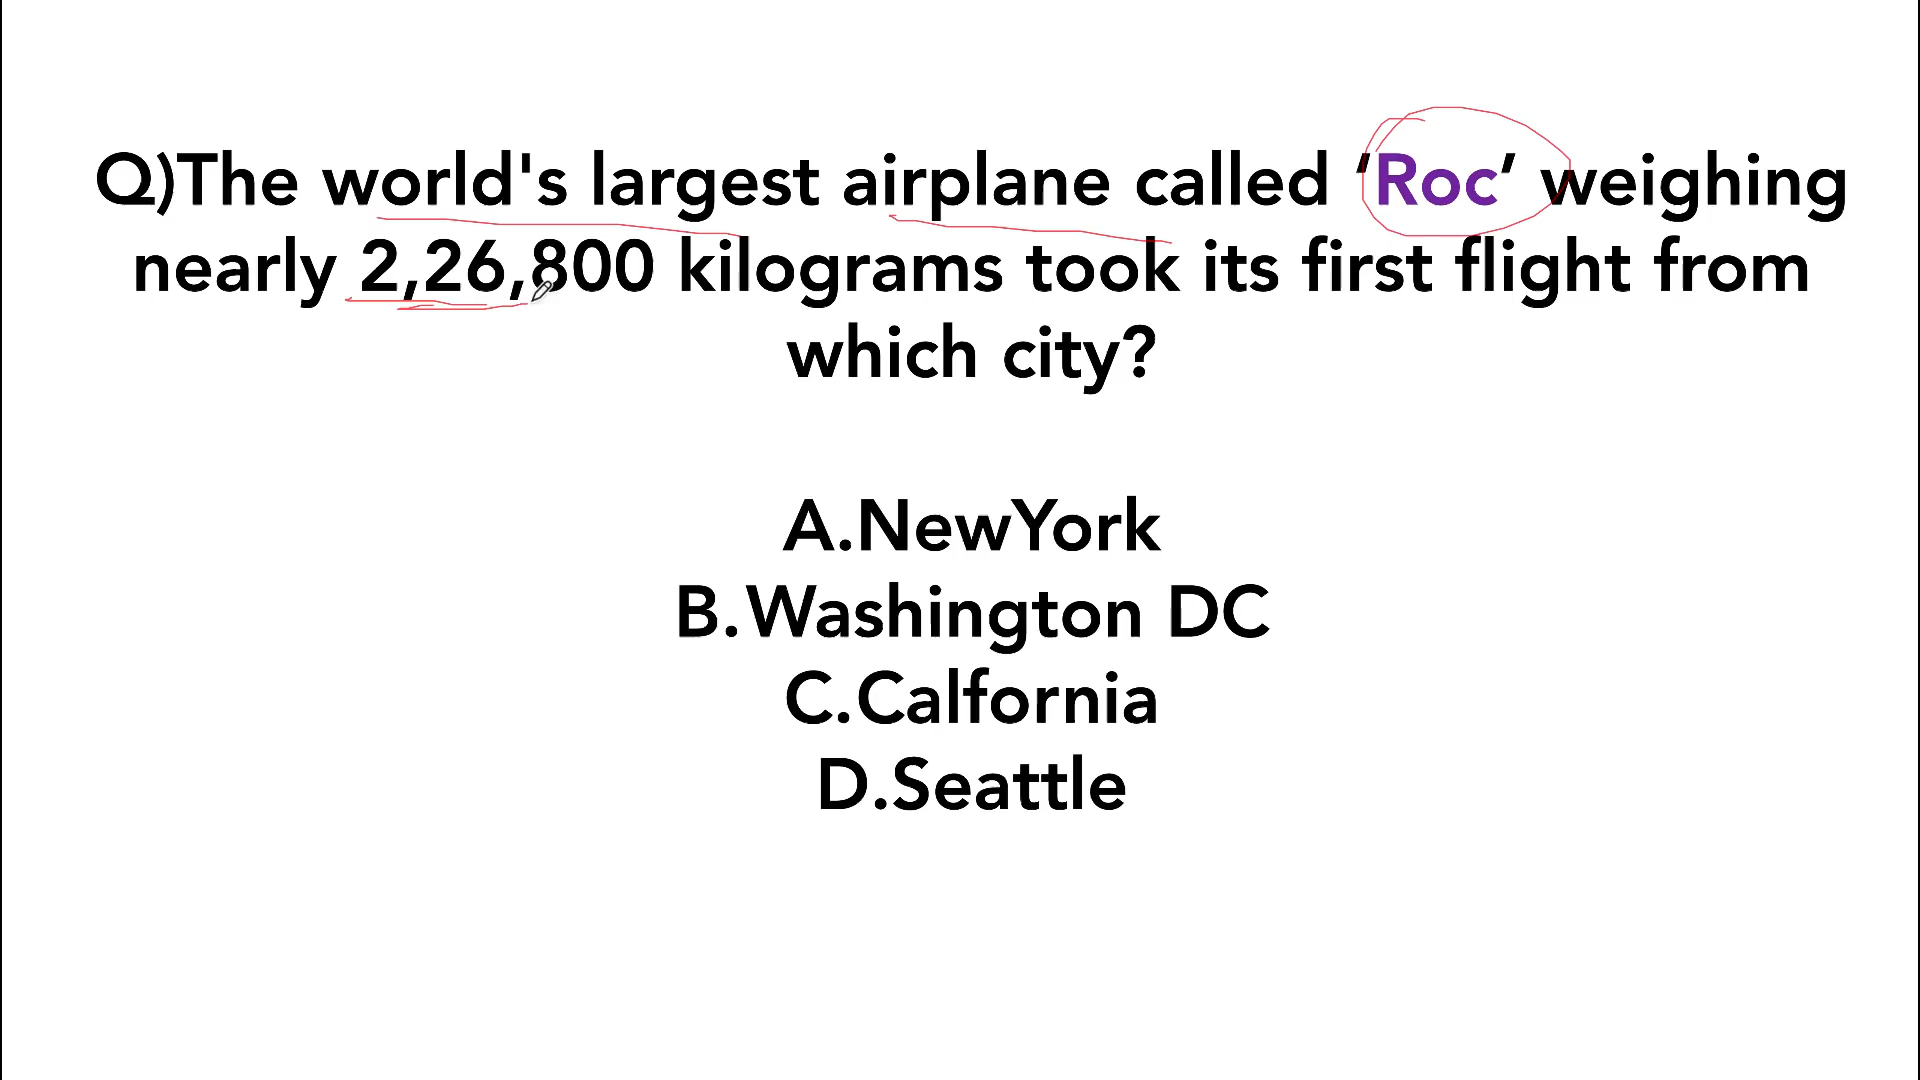 Q)The world's largest airplane called ‘Roc’ weighing
nearly 2,26,800 kilograms took its first flight from
which city?
A.NewYork
B.Washington DC
C.Calfornia
D.Seattle